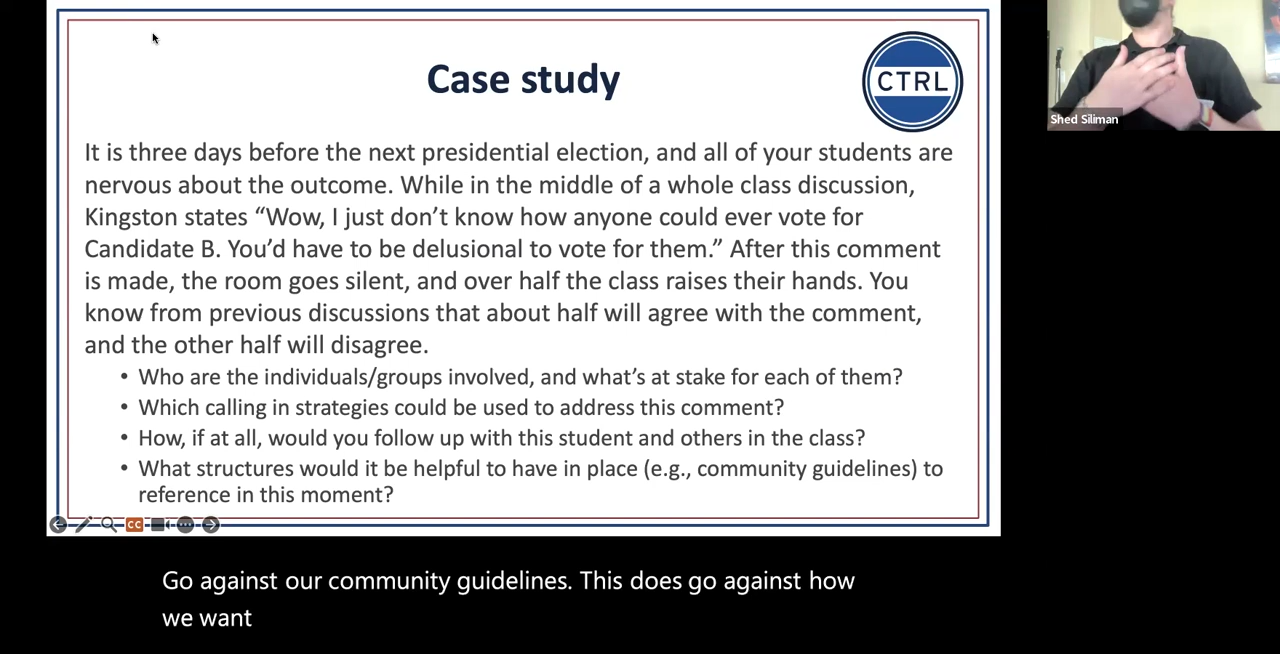 Case study
CTRL
Shed Siliman
It is three days before the next presidential election, and all of your students are
nervous about the outcome. While in the middle of a whole class discussion,
Kingston states “Wow, I just don’t know how anyone could ever vote for
Candidate B. You’d have to be delusional to vote for them.” After this comment
is made, the room goes silent, and over half the class raises their hands. You
know from previous discussions that about half will agree with the comment,
and the other half will disagree.
• Who are the individuals/groups involved, and what’s at stake for each of them?
• Which calling in strategies could be used to address this comment?
• How, if at all, would you follow up with this student and others in the class?
• What structures would it be helpful to have in place (e.g., community guidelines) to
reference in this moment?
CC
Go against our community guidelines. This does go against how
we want